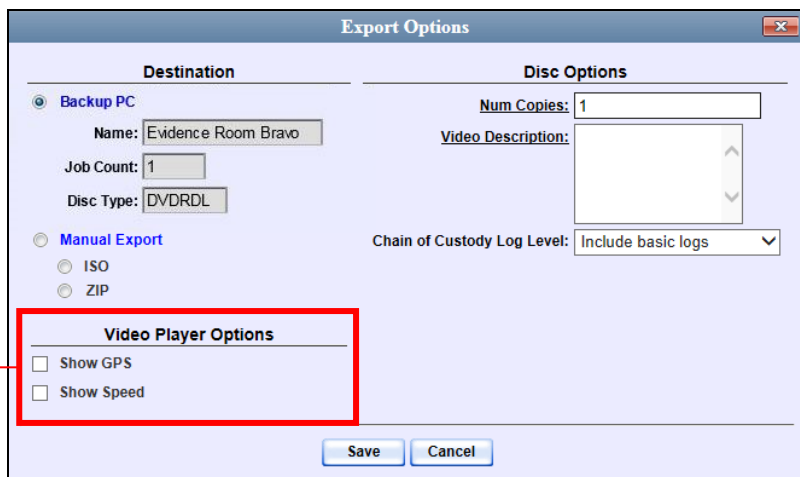 Export Options
Destination
Backup PC
Name: Evidence Room Bravo
Job Count: 1
Disc Type: DVDRDL
Manual Export
ISO
ZIP
Video Player Options
Show GPS
Show Speed
Disc Options
Num Copies: 1
Video Description:
Chain of Custody Log Level: Include basic logs
Save Cancel